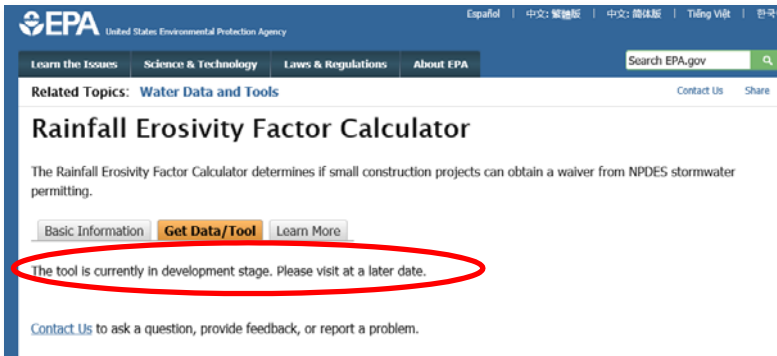 Español | 中文: 繁體版 | 中文: 简体版 | Tiếng Việt |
EPA United States Environmental Protection Agency
Learn the Issues Science & Technology Laws & Regulations About EPA Search EPA.gov
Related Topics: Water Data and Tools Contact Us Share
Rainfall Erosivity Factor Calculator
The Rainfall Erosivity Factor Calculator determines if small construction projects can obtain a waiver from NPDES stormwater
permitting.
Basic Information Get Data/Tool Learn More
The tool is currently in development stage. Please visit at a later date.
Contact Us to ask a question, provide feedback, or report a problem.